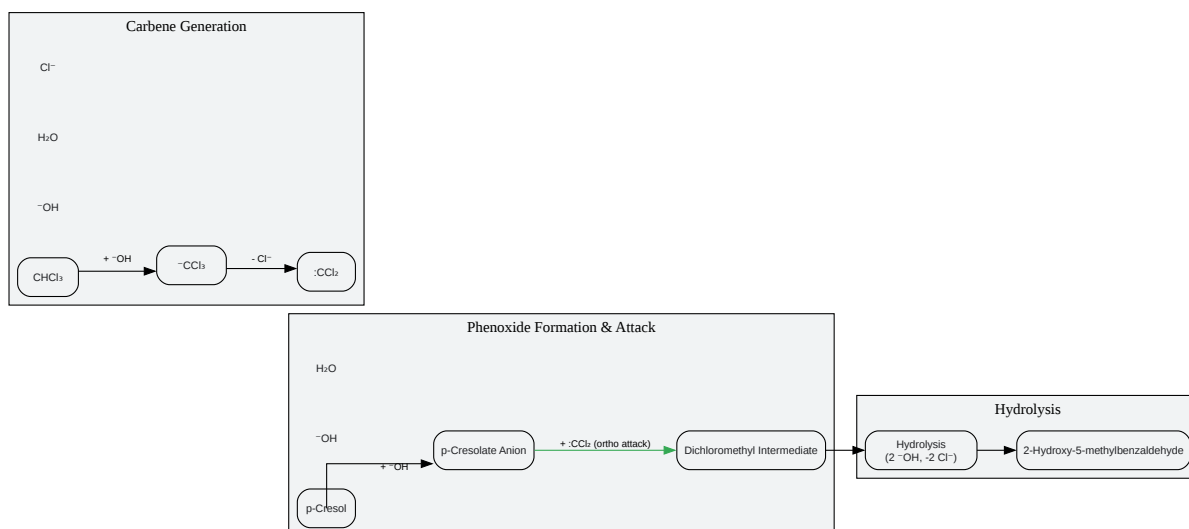 Carbene Generation
Cl⁻
H₂O
⁻OH
CHCl₃
+ ⁻OH
⁻CCl₃
- Cl⁻
:CCl₂
Phenoxide Formation & Attack
H₂O
⁻OH
p-Cresol
+ ⁻OH
p-Cresolate Anion
+ :CCl₂ (ortho attack)
Dichloromethyl Intermediate
Hydrolysis
Hydrolysis
(2 ⁻OH, -2 Cl⁻)
2-Hydroxy-5-methylbenzaldehyde